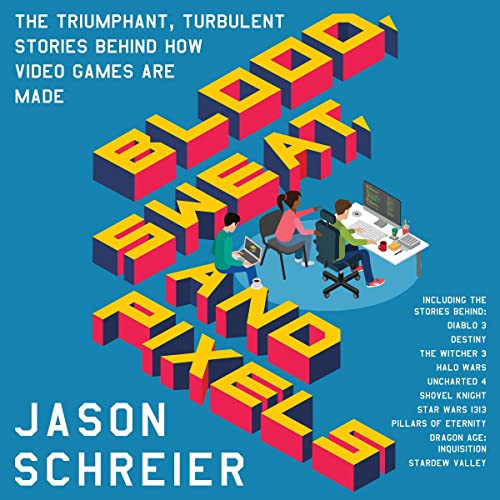 THE TRIUMPHANT, TURBULENT
STORIES BEHIND HOW
VIDEO GAMES ARE
MADE
BLOOD,
SWEAT,
AND
PIXELS
INCLUDING THE
STORIES BEHIND:
DIABLO 3
DESTINY
THE WITCHER 3
HALO WARS
UNCHARTED 4
SHOVEL KNIGHT
STAR WARS 1313
PILLARS OF ETERNITY
DRAGON AGE:
INQUISITION
STARDEW VALLEY
JASON
SCHREIER